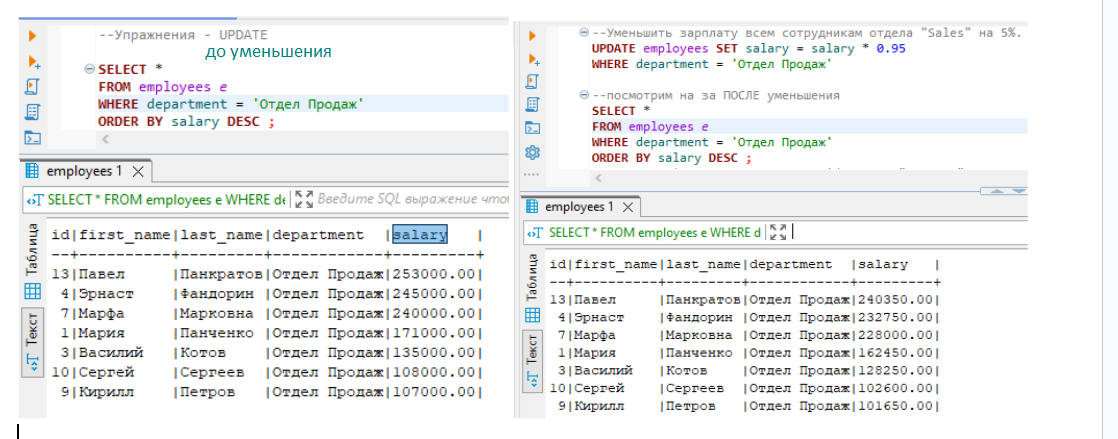 --Упражнения - UPDATE
до уменьшения
SELECT *
FROM employees e
WHERE department = 'Отдел Продаж'
ORDER BY salary DESC ;
employees 1
SELECT * FROM employees e WHERE de
Введите SQL выражение что
Таблица
Текст
id|first_name|last_name|department  |salary   |
--+----------+---------+------------+---------+
13|Павел     |Панкратов|Отдел Продаж|253000.00|
 4|Эрнаст    |Фандорин |Отдел Продаж|245000.00|
 7|Марфа     |Марковна |Отдел Продаж|240000.00|
 1|Мария     |Панченко |Отдел Продаж|171000.00|
 3|Василий   |Котов    |Отдел Продаж|135000.00|
10|Сергей    |Сергеев  |Отдел Продаж|108000.00|
 9|Кирилл    |Петров   |Отдел Продаж|107000.00|
--Уменьшить зарплату всем сотрудникам отдела "Sales" на 5%.
UPDATE employees SET salary = salary * 0.95
WHERE department = 'Отдел Продаж'
--посмотрим на за ПОСЛЕ уменьшения
SELECT *
FROM employees e
WHERE department = 'Отдел Продаж'
ORDER BY salary DESC ;
employees 1
SELECT * FROM employees e WHERE d
Таблица
Текст
id|first_name|last_name|department  |salary   |
--+----------+---------+------------+---------+
13|Павел     |Панкратов|Отдел Продаж|240350.00|
 4|Эрнаст    |Фандорин |Отдел Продаж|232750.00|
 7|Марфа     |Марковна |Отдел Продаж|228000.00|
 1|Мария     |Панченко |Отдел Продаж|162450.00|
 3|Василий   |Котов    |Отдел Продаж|128250.00|
10|Сергей    |Сергеев  |Отдел Продаж|102600.00|
 9|Кирилл    |Петров   |Отдел Продаж|101650.00|